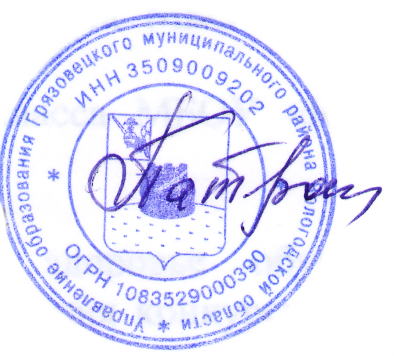 Управление образования Грязовецкого муниципального района Вологодской области *
*
ИНН 3509009202
ОГРН 1083529000390